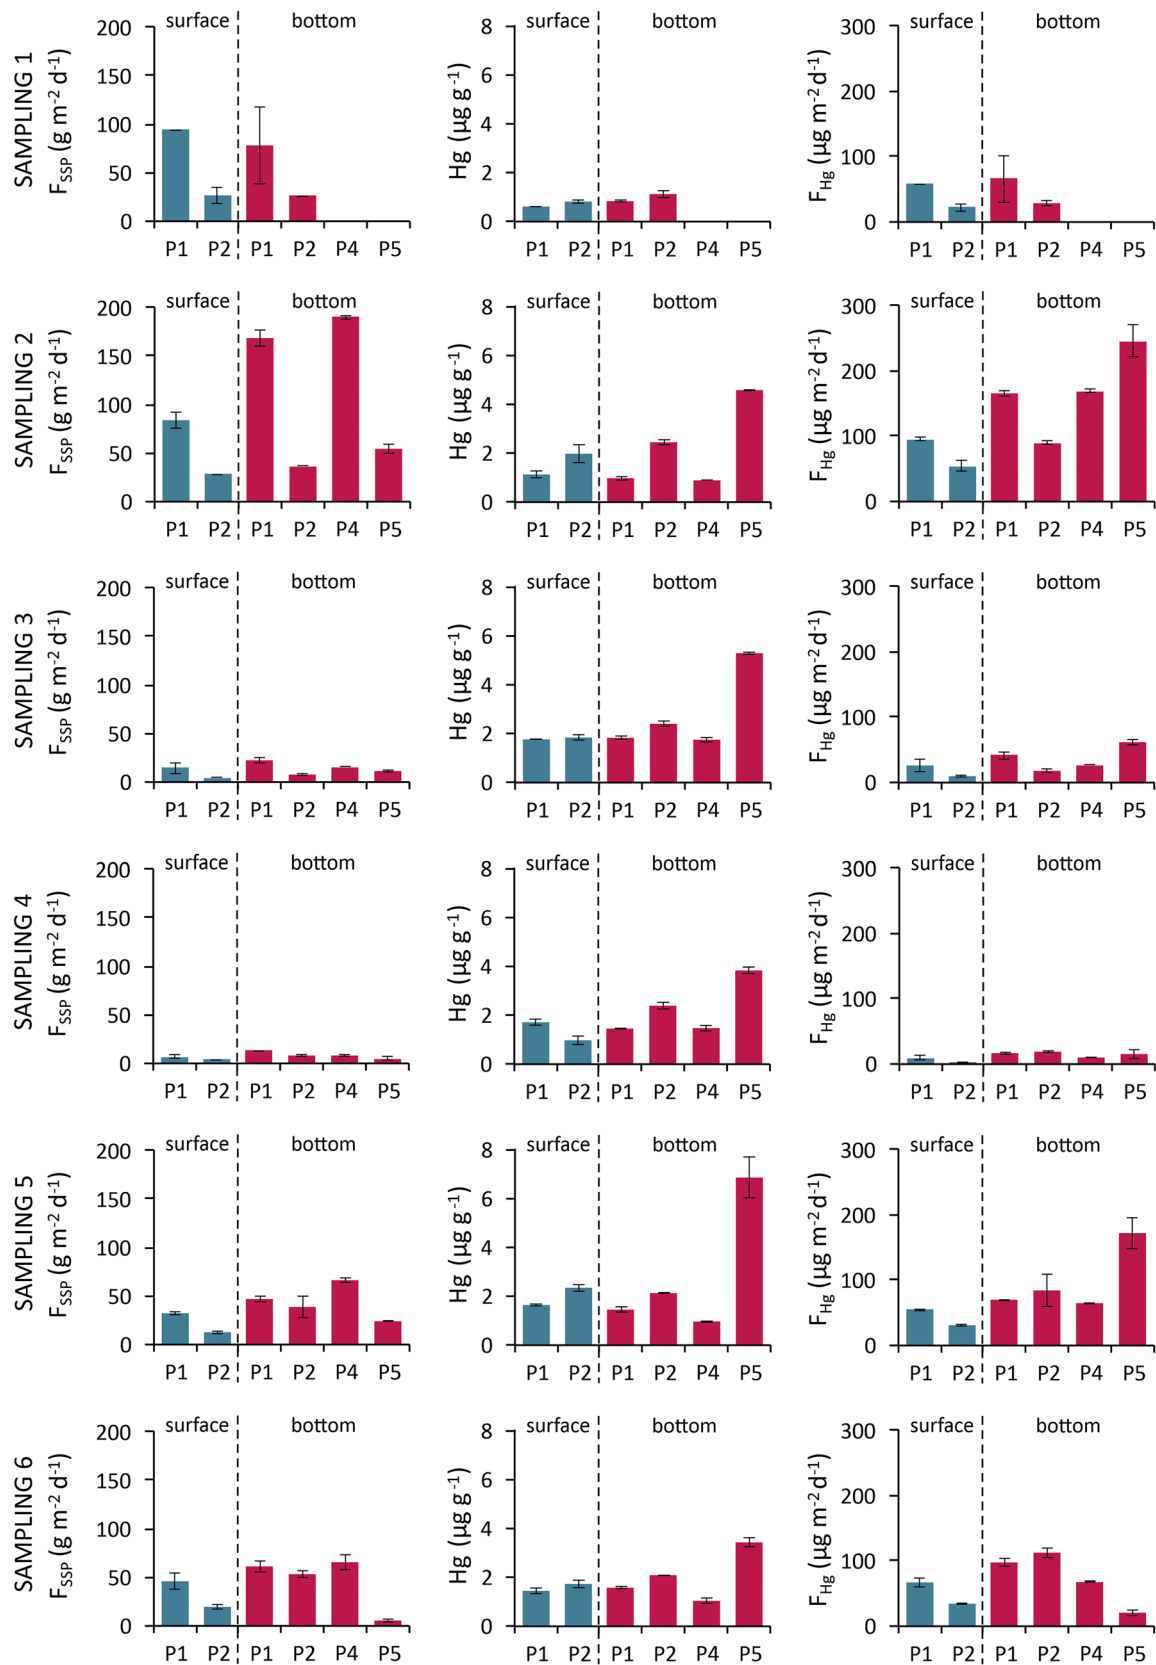 SAMPLING 1
F_SSP (g m⁻² d⁻¹)
surface bottom
200
150
100
50
0
P1 P2 P1 P2 P4 P5
Hg (µg g⁻¹)
surface bottom
8
6
4
2
0
P1 P2 P1 P2 P4 P5
F_Hg (µg m⁻² d⁻¹)
surface bottom
300
200
100
0
P1 P2 P1 P2 P4 P5
SAMPLING 2
F_SSP (g m⁻² d⁻¹)
surface bottom
200
150
100
50
0
P1 P2 P1 P2 P4 P5
Hg (µg g⁻¹)
surface bottom
8
6
4
2
0
P1 P2 P1 P2 P4 P5
F_Hg (µg m⁻² d⁻¹)
surface bottom
300
200
100
0
P1 P2 P1 P2 P4 P5
SAMPLING 3
F_SSP (g m⁻² d⁻¹)
surface bottom
200
150
100
50
0
P1 P2 P1 P2 P4 P5
Hg (µg g⁻¹)
surface bottom
8
6
4
2
0
P1 P2 P1 P2 P4 P5
F_Hg (µg m⁻² d⁻¹)
surface bottom
300
200
100
0
P1 P2 P1 P2 P4 P5
SAMPLING 4
F_SSP (g m⁻² d⁻¹)
surface bottom
200
150
100
50
0
P1 P2 P1 P2 P4 P5
Hg (µg g⁻¹)
surface bottom
8
6
4
2
0
P1 P2 P1 P2 P4 P5
F_Hg (µg m⁻² d⁻¹)
surface bottom
300
200
100
0
P1 P2 P1 P2 P4 P5
SAMPLING 5
F_SSP (g m⁻² d⁻¹)
surface bottom
200
150
100
50
0
P1 P2 P1 P2 P4 P5
Hg (µg g⁻¹)
surface bottom
8
6
4
2
0
P1 P2 P1 P2 P4 P5
F_Hg (µg m⁻² d⁻¹)
surface bottom
300
200
100
0
P1 P2 P1 P2 P4 P5
SAMPLING 6
F_SSP (g m⁻² d⁻¹)
surface bottom
200
150
100
50
0
P1 P2 P1 P2 P4 P5
Hg (µg g⁻¹)
surface bottom
8
6
4
2
0
P1 P2 P1 P2 P4 P5
F_Hg (µg m⁻² d⁻¹)
surface bottom
300
200
100
0
P1 P2 P1 P2 P4 P5